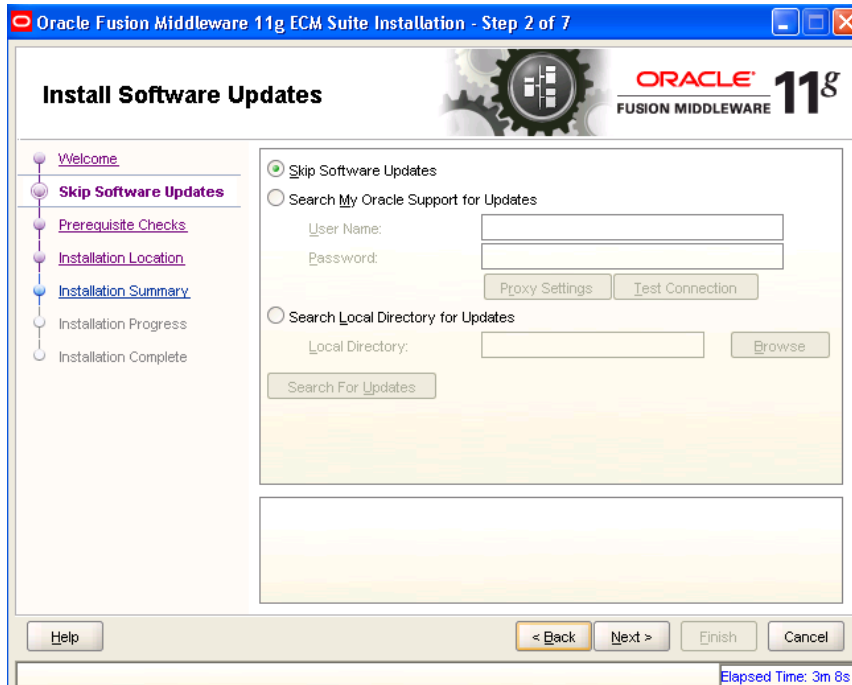 Oracle Fusion Middleware 11g ECM Suite Installation - Step 2 of 7
Install Software Updates
ORACLE
FUSION MIDDLEWARE 11g
Welcome
Skip Software Updates
Prerequisite Checks
Installation Location
Installation Summary
Installation Progress
Installation Complete
Skip Software Updates
Search My Oracle Support for Updates
User Name:
Password:
Proxy Settings Test Connection
Search Local Directory for Updates
Local Directory: Browse
Search For Updates
Help < Back Next > Finish Cancel
Elapsed Time: 3m 8s